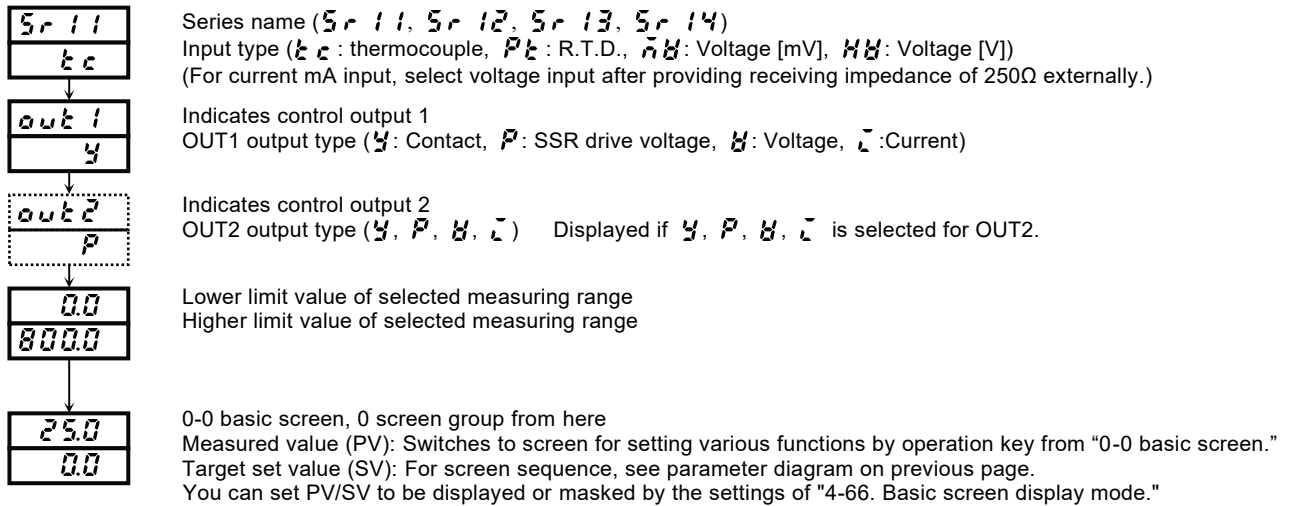 Sr 11
tc
Series name (Sr 11, Sr 12, Sr 13, Sr 14)
Input type (tc : thermocouple, Pt : R.T.D., mV : Voltage [mV], HV : Voltage [V])
(For current mA input, select voltage input after providing receiving impedance of 250Ω externally.)
out 1
Y
Indicates control output 1
OUT1 output type (Y : Contact, P : SSR drive voltage, V : Voltage, i :Current)
out2
P
Indicates control output 2
OUT2 output type (Y, P, V, i) Displayed if Y, P, V, i is selected for OUT2.
0.0
800.0
Lower limit value of selected measuring range
Higher limit value of selected measuring range
25.0
0.0
0-0 basic screen, 0 screen group from here
Measured value (PV): Switches to screen for setting various functions by operation key from “0-0 basic screen.”
Target set value (SV): For screen sequence, see parameter diagram on previous page.
You can set PV/SV to be displayed or masked by the settings of "4-66. Basic screen display mode."